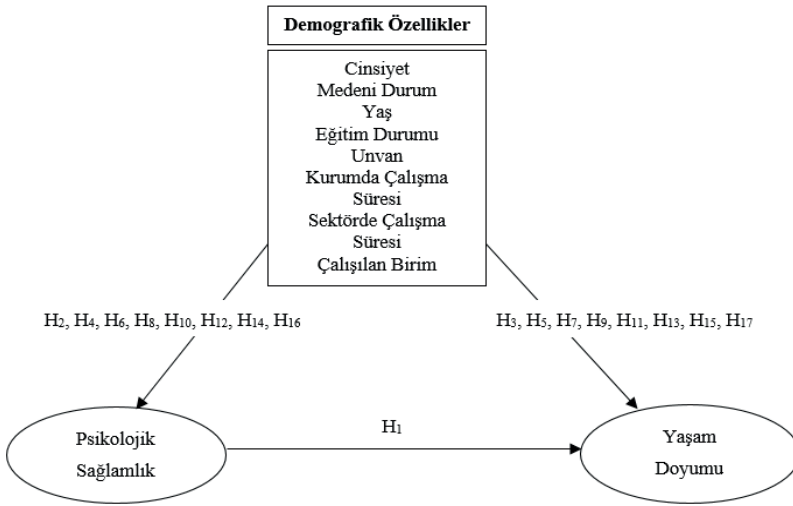 Demografik Özellikler
Cinsiyet
Medeni Durum
Yaş
Eğitim Durumu
Unvan
Kurumda Çalışma
Süresi
Sektörde Çalışma
Süresi
Çalışılan Birim
H2, H4, H6, H8, H10, H12, H14, H16
H3, H5, H7, H9, H11, H13, H15, H17
H1
Psikolojik
Sağlamlık
Yaşam
Doyumu